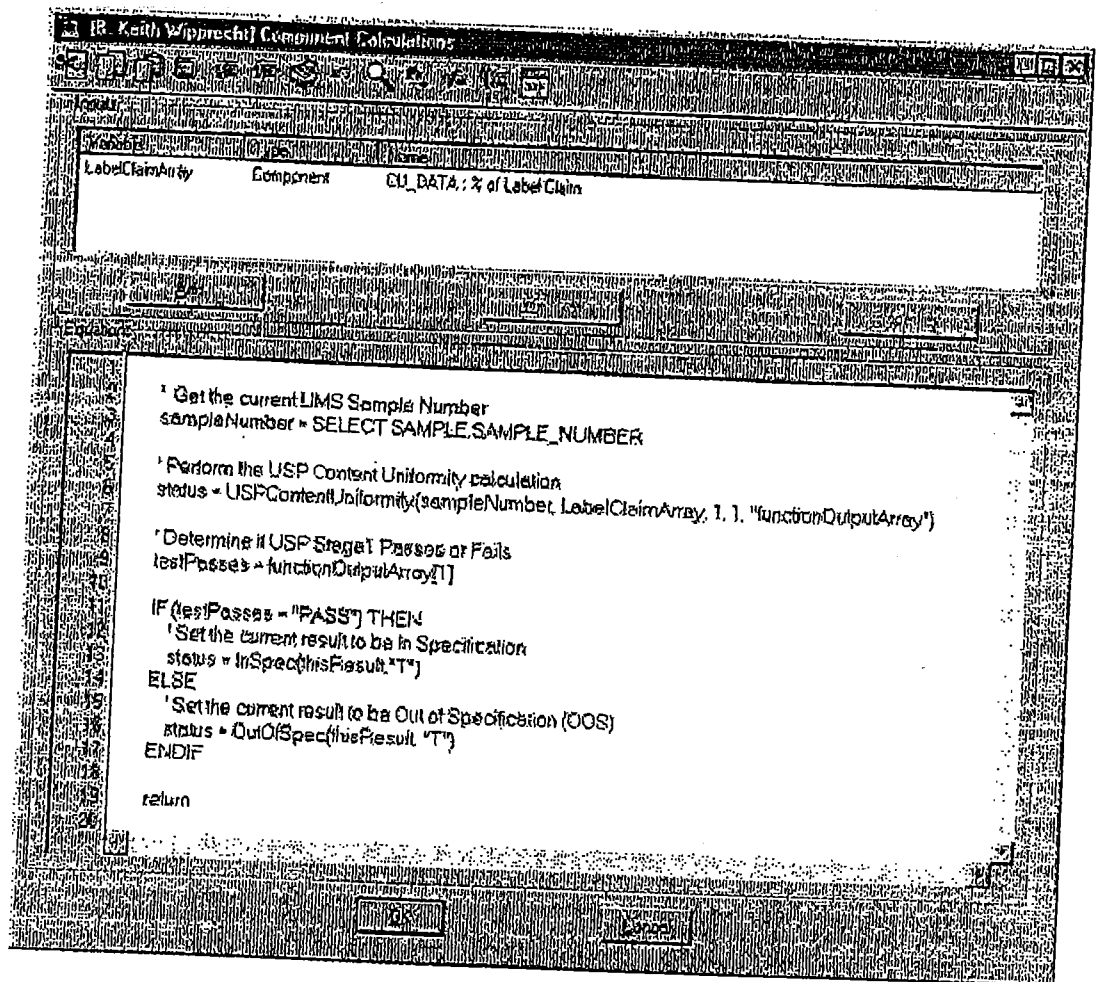 [R. Keith Wipprecht] Component Calculations
Inputs
Variable Type Name
LabelClaimArray Component CU_DATA : % of Label Claim
Equations
' Get the current LIMS Sample Number
sampleNumber = SELECT SAMPLE.SAMPLE_NUMBER
' Perform the USP Content Uniformity calculation
status = USPContentUniformity(sampleNumber, LabelClaimArray, 1, 1, "functionOutputArray")
' Determine if USP Stage1 Passes or Fails
testPasses = functionOutputArray[1]
IF (testPasses = "PASS") THEN
' Set the current result to be In Specification
status = InSpec(thisResult,"T")
ELSE
' Set the current result to be Out of Specification (OOS)
status = OutOfSpec(thisResult, "T")
ENDIF
return
OK Cancel